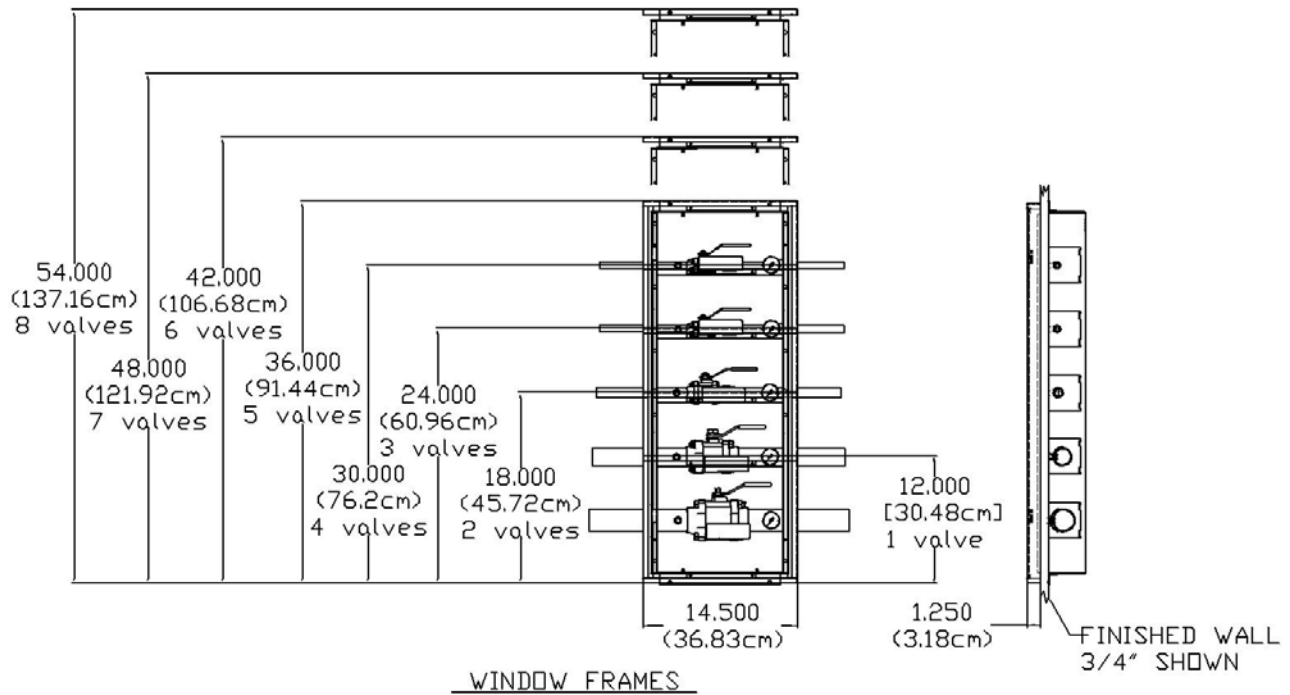 54.000
(137.16cm)
8 valves
48.000
(121.92cm)
7 valves
42.000
(106.68cm)
6 valves
36.000
(91.44cm)
5 valves
30.000
(76.2cm)
4 valves
24.000
(60.96cm)
3 valves
18.000
(45.72cm)
2 valves
12.000
[30.48cm]
1 valve
14.500
(36.83cm)
1.250
(3.18cm)
FINISHED WALL
3/4" SHOWN
WINDOW FRAMES